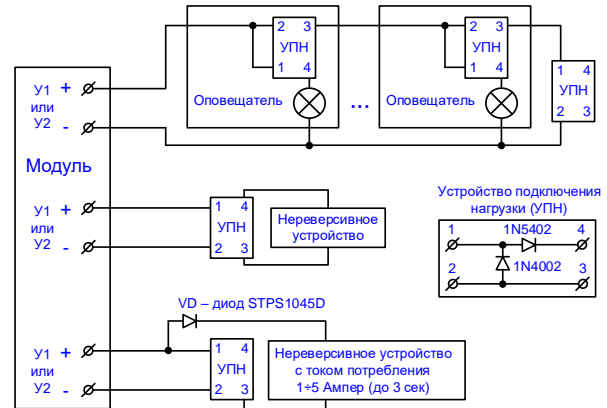 2 3
УПН
1 4
2 3
УПН
1 4
У1 +
или
У2 -
Оповещатель
...
Оповещатель
1 4
УПН
2 3
Модуль
У1 +
или
У2 -
1 4
УПН
2 3
Нереверсивное
устройство
Устройство подключения
нагрузки (УПН)
1 1N5402 4
2 1N4002 3
VD – диод STPS1045D
У1 +
или
У2 -
1 4
УПН
2 3
Нереверсивное устройство
с током потребления
1÷5 Ампер (до 3 сек)